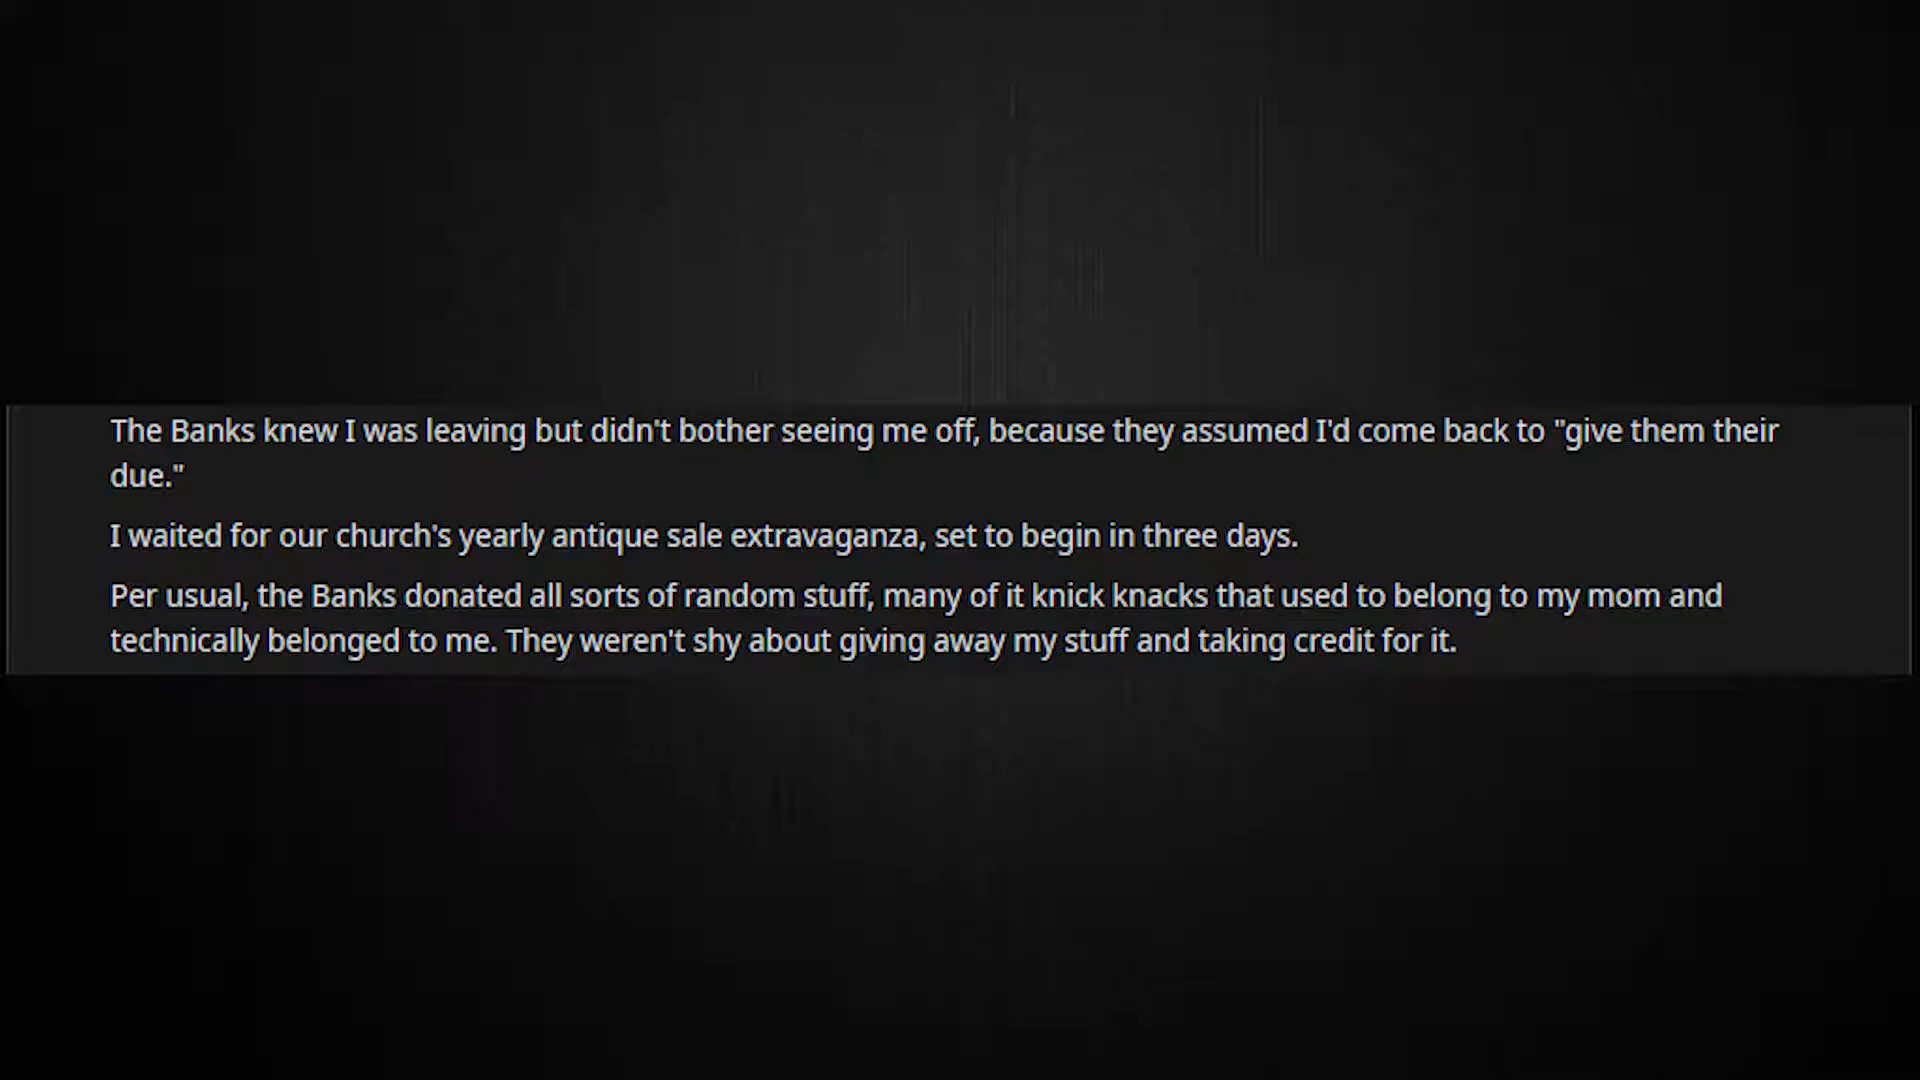 The Banks knew I was leaving but didn't bother seeing me off, because they assumed I'd come back to "give them their
due."
I waited for our church's yearly antique sale extravaganza, set to begin in three days.
Per usual, the Banks donated all sorts of random stuff, many of it knick knacks that used to belong to my mom and
technically belonged to me. They weren't shy about giving away my stuff and taking credit for it.